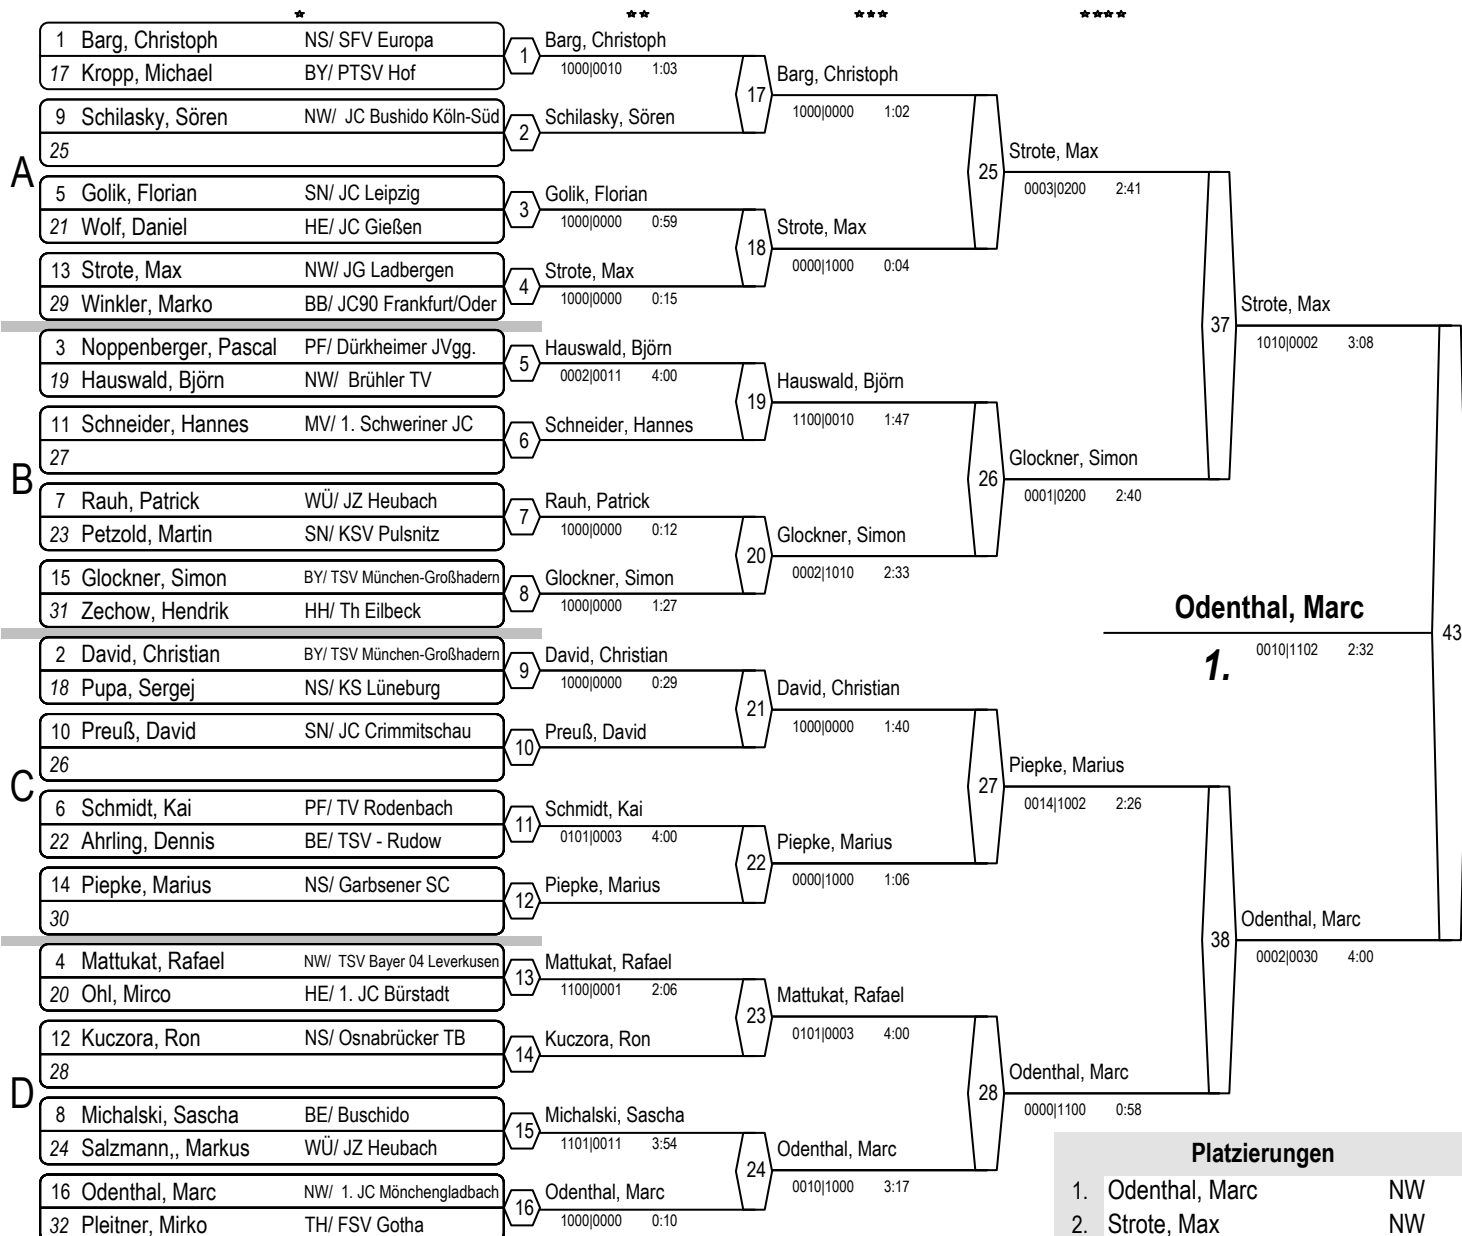 * ** *** ****
1 Barg, Christoph NS/ SFV Europa
17 Kropp, Michael BY/ PTSV Hof
9 Schilasky, Sören NW/ JC Bushido Köln-Süd
25
A
5 Golik, Florian SN/ JC Leipzig
21 Wolf, Daniel HE/ JC Gießen
13 Strote, Max NW/ JG Ladbergen
29 Winkler, Marko BB/ JC90 Frankfurt/Oder
3 Noppenberger, Pascal PF/ Dürkheimer JVgg.
19 Hauswald, Björn NW/ Brühler TV
11 Schneider, Hannes MV/ 1. Schweriner JC
27
B
7 Rauh, Patrick WÜ/ JZ Heubach
23 Petzold, Martin SN/ KSV Pulsnitz
15 Glockner, Simon BY/ TSV München-Großhadern
31 Zechow, Hendrik HH/ Th Eilbeck
2 David, Christian BY/ TSV München-Großhadern
18 Pupa, Sergej NS/ KS Lüneburg
10 Preuß, David SN/ JC Crimmitschau
26
C
6 Schmidt, Kai PF/ TV Rodenbach
22 Ahrling, Dennis BE/ TSV - Rudow
14 Piepke, Marius NS/ Garbsener SC
30
4 Mattukat, Rafael NW/ TSV Bayer 04 Leverkusen
20 Ohl, Mirco HE/ 1. JC Bürstadt
12 Kuczora, Ron NS/ Osnabrücker TB
28
D
8 Michalski, Sascha BE/ Buschido
24 Salzmann,, Markus WÜ/ JZ Heubach
16 Odenthal, Marc NW/ 1. JC Mönchengladbach
32 Pleitner, Mirko TH/ FSV Gotha
1 Barg, Christoph
1000|0010 1:03
2 Schilasky, Sören
3 Golik, Florian
1000|0000 0:59
4 Strote, Max
1000|0000 0:15
5 Hauswald, Björn
0002|0011 4:00
6 Schneider, Hannes
7 Rauh, Patrick
1000|0000 0:12
8 Glockner, Simon
1000|0000 1:27
9 David, Christian
1000|0000 0:29
10 Preuß, David
11 Schmidt, Kai
0101|0003 4:00
12 Piepke, Marius
13 Mattukat, Rafael
1100|0001 2:06
14 Kuczora, Ron
15 Michalski, Sascha
1101|0011 3:54
16 Odenthal, Marc
1000|0000 0:10
17 Barg, Christoph
1000|0000 1:02
18 Strote, Max
0000|1000 0:04
19 Hauswald, Björn
1100|0010 1:47
20 Glockner, Simon
0002|1010 2:33
21 David, Christian
1000|0000 1:40
22 Piepke, Marius
0000|1000 1:06
23 Mattukat, Rafael
0101|0003 4:00
24 Odenthal, Marc
0010|1000 3:17
25 Strote, Max
0003|0200 2:41
26 Glockner, Simon
0001|0200 2:40
27 Piepke, Marius
0014|1002 2:26
28 Odenthal, Marc
0000|1100 0:58
37 Strote, Max
1010|0002 3:08
38 Odenthal, Marc
0002|0030 4:00
Odenthal, Marc
43
1. 0010|1102 2:32
Platzierungen
1. Odenthal, Marc NW
2. Strote, Max NW